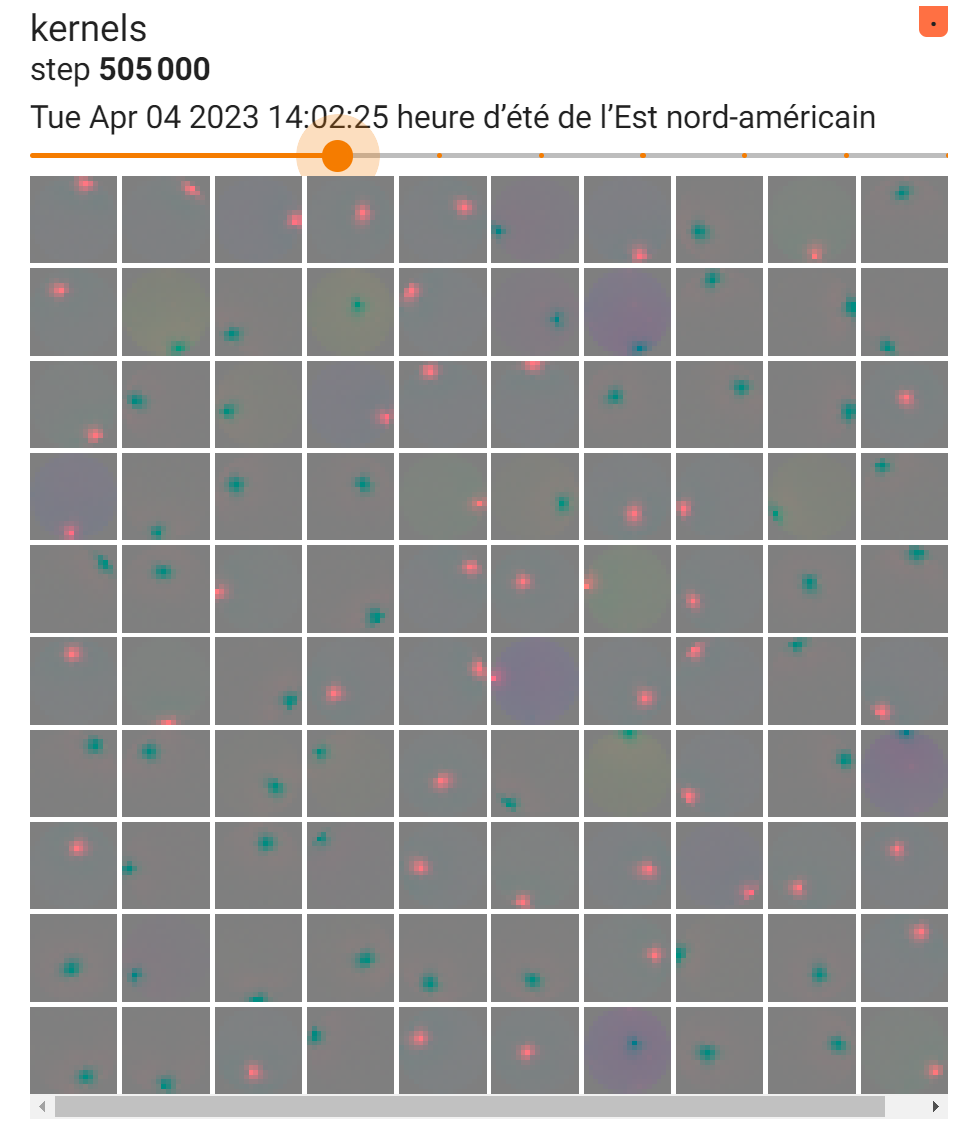 kernels
step 505 000
Tue Apr 04 2023 14:02:25 heure d’été de l’Est nord-américain